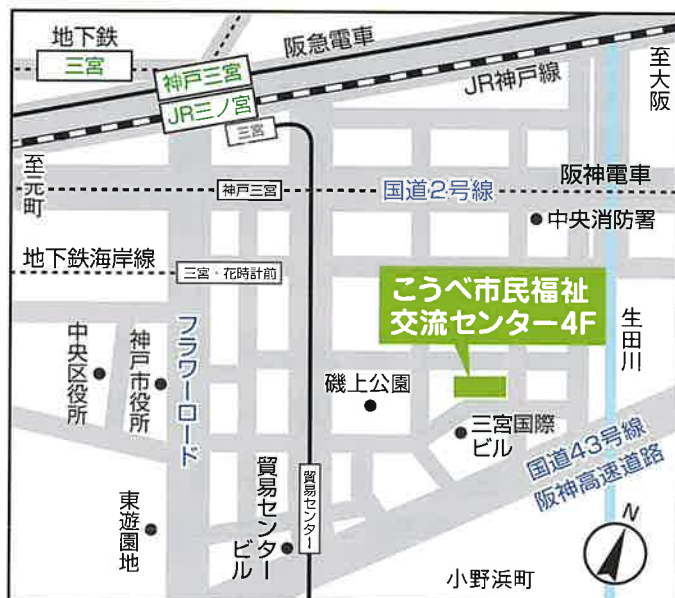 地下鉄
三宮
阪急電車
神戸三宮
JR三ノ宮
三宮
JR神戸線
至大阪
至元町
神戸三宮
国道2号線
阪神電車
中央消防署
地下鉄海岸線
三宮・花時計前
こうべ市民福祉
交流センター4F
生田川
フラワーロード
中央区役所
神戸市役所
磯上公園
三宮国際
ビル
国道43号線
阪神高速道路
貿易センター
貿易センター
ビル
東遊園地
小野浜町
N